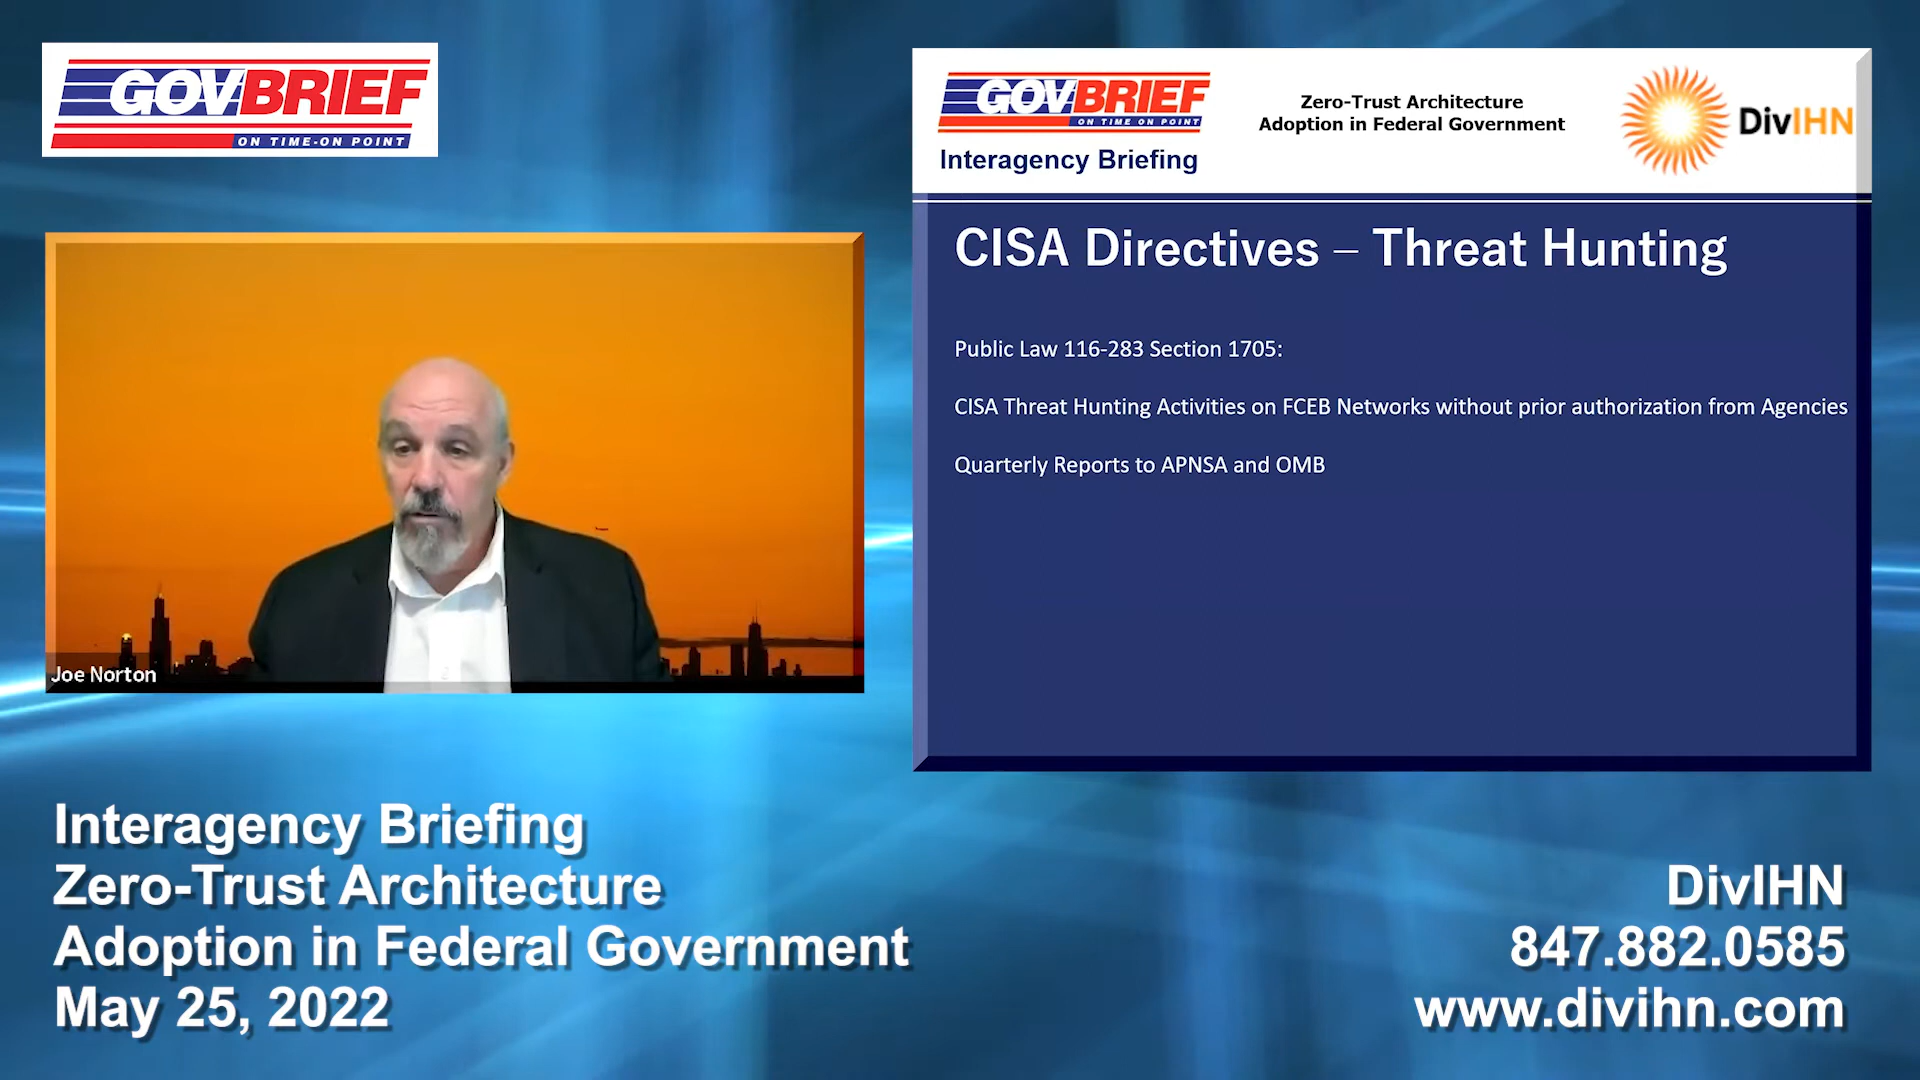 GOVBRIEF
ON TIME-ON POINT
Joe Norton
GOVBRIEF
ON TIME ON POINT
Interagency Briefing
Zero-Trust Architecture
Adoption in Federal Government
DivIHN
CISA Directives – Threat Hunting
Public Law 116-283 Section 1705:
CISA Threat Hunting Activities on FCEB Networks without prior authorization from Agencies
Quarterly Reports to APNSA and OMB
Interagency Briefing
Zero-Trust Architecture
Adoption in Federal Government
May 25, 2022
DivIHN
847.882.0585
www.divihn.com